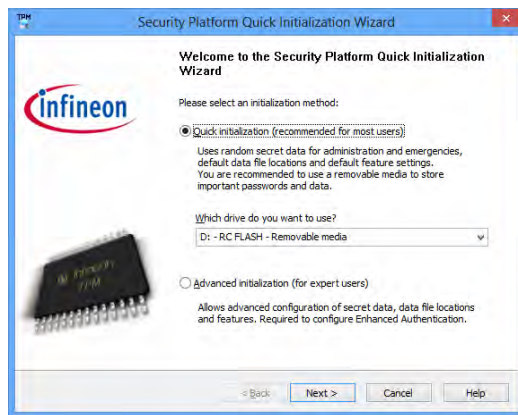 TPM
Security Platform Quick Initialization Wizard
Welcome to the Security Platform Quick Initialization
Wizard
infineon
Please select an initialization method:
Quick initialization (recommended for most users)
Uses random secret data for administration and emergencies,
default data file locations and default feature settings.
You are recommended to use a removable media to store
important passwords and data.
Which drive do you want to use?
D: - RC FLASH - Removable media
Infineon
TPM
Advanced initialization (for expert users)
Allows advanced configuration of secret data, data file locations
and features. Required to configure Enhanced Authentication.
< Back
Next >
Cancel
Help